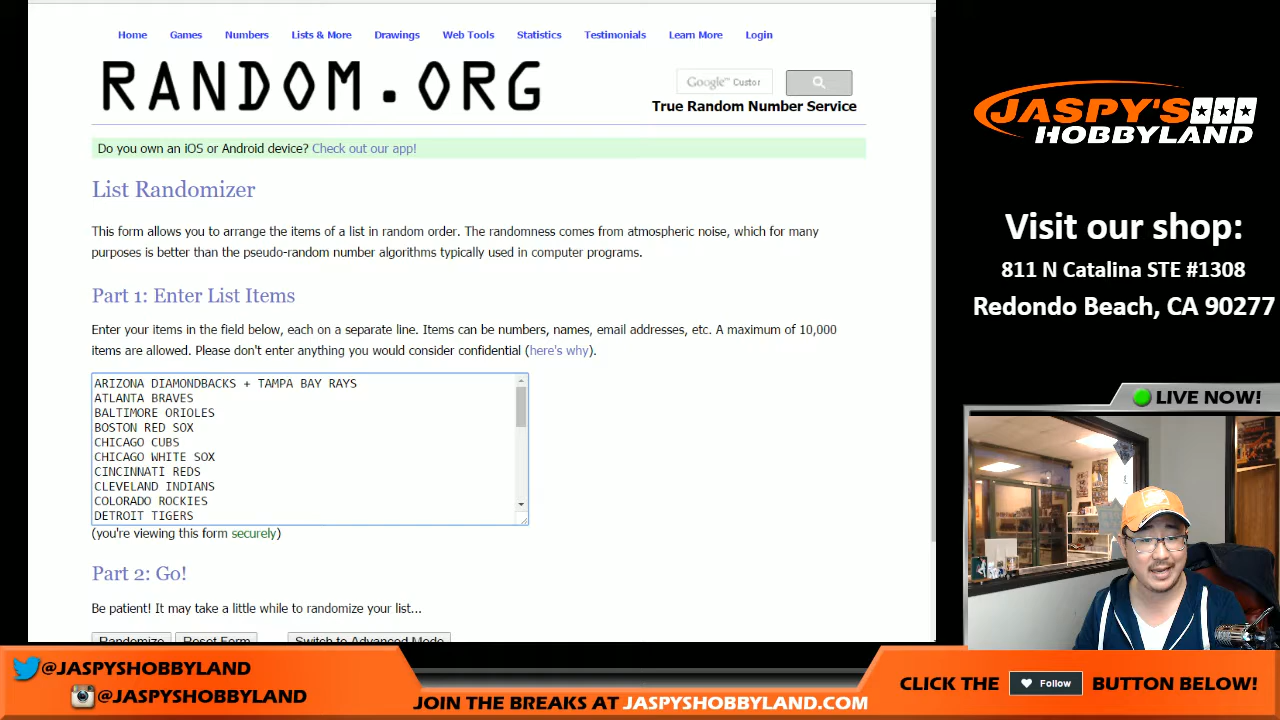 Home Games Numbers Lists & More Drawings Web Tools Statistics Testimonials Learn More Login
RANDOM.ORG
Google™ Custor
True Random Number Service
Do you own an iOS or Android device? Check out our app!
List Randomizer
This form allows you to arrange the items of a list in random order. The randomness comes from atmospheric noise, which for many
purposes is better than the pseudo-random number algorithms typically used in computer programs.
Part 1: Enter List Items
Enter your items in the field below, each on a separate line. Items can be numbers, names, email addresses, etc. A maximum of 10,000
items are allowed. Please don't enter anything you would consider confidential (here's why).
ARIZONA DIAMONDBACKS + TAMPA BAY RAYS
ATLANTA BRAVES
BALTIMORE ORIOLES
BOSTON RED SOX
CHICAGO CUBS
CHICAGO WHITE SOX
CINCINNATI REDS
CLEVELAND INDIANS
COLORADO ROCKIES
DETROIT TIGERS
(you're viewing this form securely)
Part 2: Go!
Be patient! It may take a little while to randomize your list...
Randomize Reset Form Switch to Advanced Mode
JASPY'S
HOBBYLAND
Visit our shop:
811 N Catalina STE #1308
Redondo Beach, CA 90277
LIVE NOW!
@JASPYSHOBBYLAND
@JASPYSHOBBYLAND
JOIN THE BREAKS AT JASPYSHOBBYLAND.COM
CLICK THE Follow BUTTON BELOW!